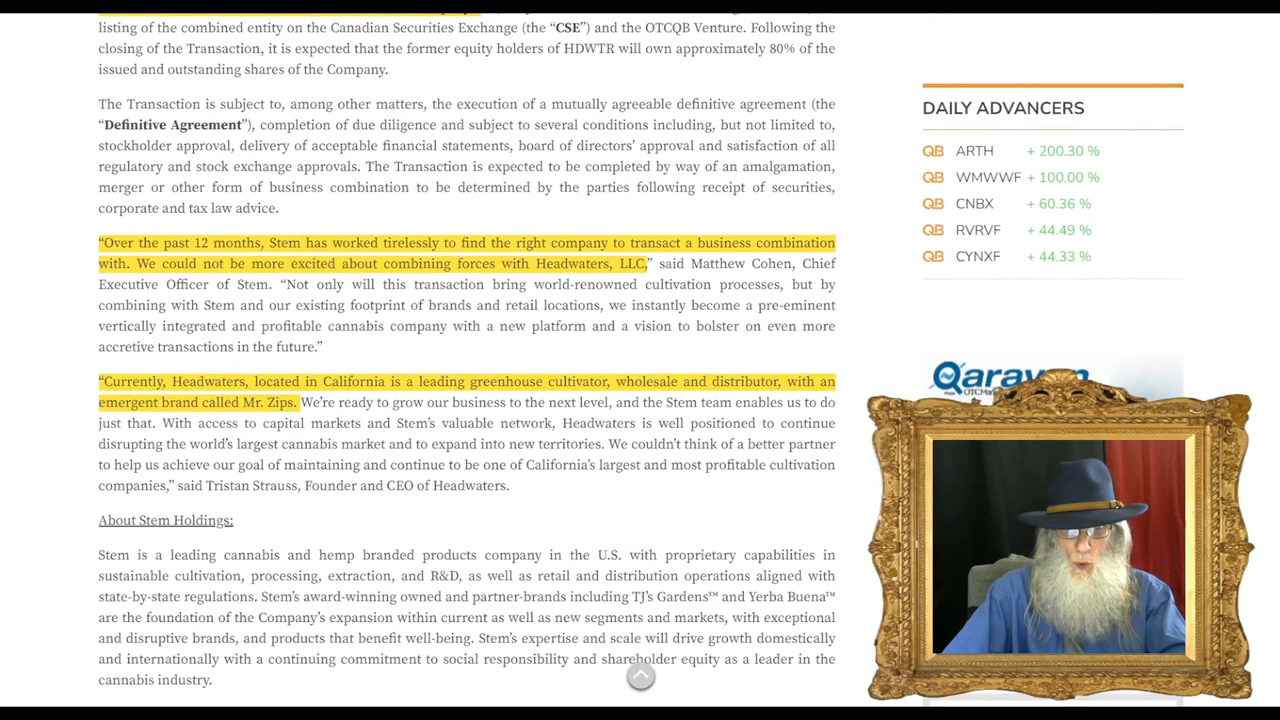 listing of the combined entity on the Canadian Securities Exchange (the “CSE”) and the OTCQB Venture. Following the
closing of the Transaction, it is expected that the former equity holders of HDWTR will own approximately 80% of the
issued and outstanding shares of the Company.
The Transaction is subject to, among other matters, the execution of a mutually agreeable definitive agreement (the
“Definitive Agreement”), completion of due diligence and subject to several conditions including, but not limited to,
stockholder approval, delivery of acceptable financial statements, board of directors’ approval and satisfaction of all
regulatory and stock exchange approvals. The Transaction is expected to be completed by way of an amalgamation,
merger or other form of business combination to be determined by the parties following receipt of securities,
corporate and tax law advice.
“Over the past 12 months, Stem has worked tirelessly to find the right company to transact a business combination
with. We could not be more excited about combining forces with Headwaters, LLC,” said Matthew Cohen, Chief
Executive Officer of Stem. “Not only will this transaction bring world-renowned cultivation processes, but by
combining with Stem and our existing footprint of brands and retail locations, we instantly become a pre-eminent
vertically integrated and profitable cannabis company with a new platform and a vision to bolster on even more
accretive transactions in the future.”
“Currently, Headwaters, located in California is a leading greenhouse cultivator, wholesale and distributor, with an
emergent brand called Mr. Zips. We’re ready to grow our business to the next level, and the Stem team enables us to do
just that. With access to capital markets and Stem’s valuable network, Headwaters is well positioned to continue
disrupting the world’s largest cannabis market and to expand into new territories. We couldn’t think of a better partner
to help us achieve our goal of maintaining and continue to be one of California’s largest and most profitable cultivation
companies,” said Tristan Strauss, Founder and CEO of Headwaters.
About Stem Holdings:
Stem is a leading cannabis and hemp branded products company in the U.S. with proprietary capabilities in
sustainable cultivation, processing, extraction, and R&D, as well as retail and distribution operations aligned with
state-by-state regulations. Stem’s award-winning owned and partner-brands including TJ’s Gardens™ and Yerba Buena™
are the foundation of the Company’s expansion within current as well as new segments and markets, with exceptional
and disruptive brands, and products that benefit well-being. Stem’s expertise and scale will drive growth domestically
and internationally with a continuing commitment to social responsibility and shareholder equity as a leader in the
cannabis industry.
DAILY ADVANCERS
QB ARTH + 200.30 %
QB WMWWF + 100.00 %
QB CNBX + 60.36 %
QB RVRVF + 44.49 %
QB CYNXF + 44.33 %